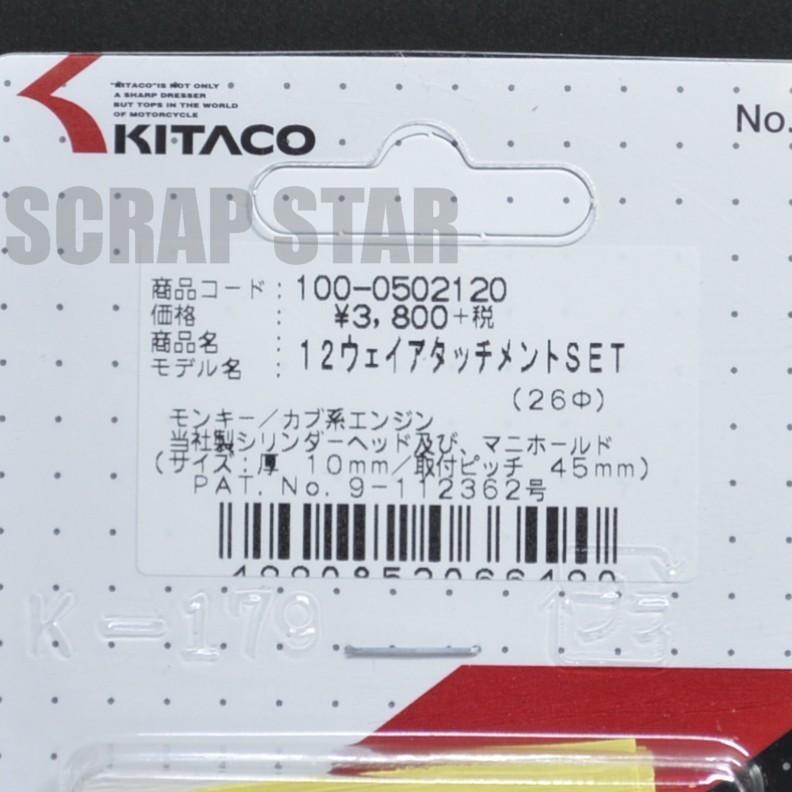 "KITACO"IS NOT ONLY
A SHARP DRESSER
BUT TOPS IN THE WORLD
OF MOTORCYCLE
KITACO
No.
SCRAP STAR
商品コード : 100-0502120
価格 : ¥3,800+税
商品名 :
モデル名 : 12ウェイアタッチメントSET
(26Φ)
モンキー/カブ系エンジン
当社製シリンダーヘッド及び、マニホールド
(サイズ:厚 10mm/取付ピッチ 45mm)
PAT. No. 9-112362号
K-179